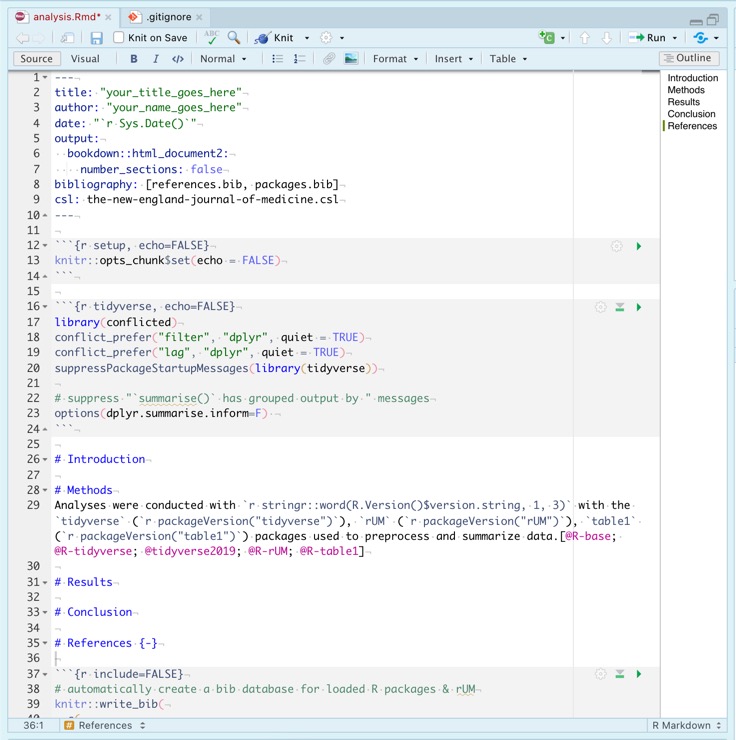 analysis.Rmd*
.gitignore
Knit on Save
ABC
Knit
Run
Source
Visual
B
I
</>
Normal
Format
Insert
Table
Outline
1 ---
2 title: "your_title_goes_here"
3 author: "your_name_goes_here"
4 date: "`r Sys.Date()`"
5 output:
6   bookdown::html_document2:
7     number_sections: false
8 bibliography: [references.bib, packages.bib]
9 csl: the-new-england-journal-of-medicine.csl
10 ---
11
12 ```{r setup, echo=FALSE}
13 knitr::opts_chunk$set(echo = FALSE)
14 ```
15
16 ```{r tidyverse, echo=FALSE}
17 library(conflicted)
18 conflict_prefer("filter", "dplyr", quiet = TRUE)
19 conflict_prefer("lag", "dplyr", quiet = TRUE)
20 suppressPackageStartupMessages(library(tidyverse))
21
22 # suppress "`summarise()` has grouped output by " messages
23 options(dplyr.summarise.inform=F)
24 ```
25
26 # Introduction
27
28 # Methods
29 Analyses were conducted with `r stringr::word(R.Version()$version.string, 1, 3)` with the
`tidyverse` (`r packageVersion("tidyverse")`), `rUM` (`r packageVersion("rUM")`), `table1`
(`r packageVersion("table1")`) packages used to preprocess and summarize data.[@R-base;
@R-tidyverse; @tidyverse2019; @R-rUM; @R-table1]
30
31 # Results
32
33 # Conclusion
34
35 # References {-}
36
37 ```{r include=FALSE}
38 # automatically create a bib database for loaded R packages & rUM
39 knitr::write_bib(
Introduction
Methods
Results
Conclusion
References
36:1
# References
R Markdown